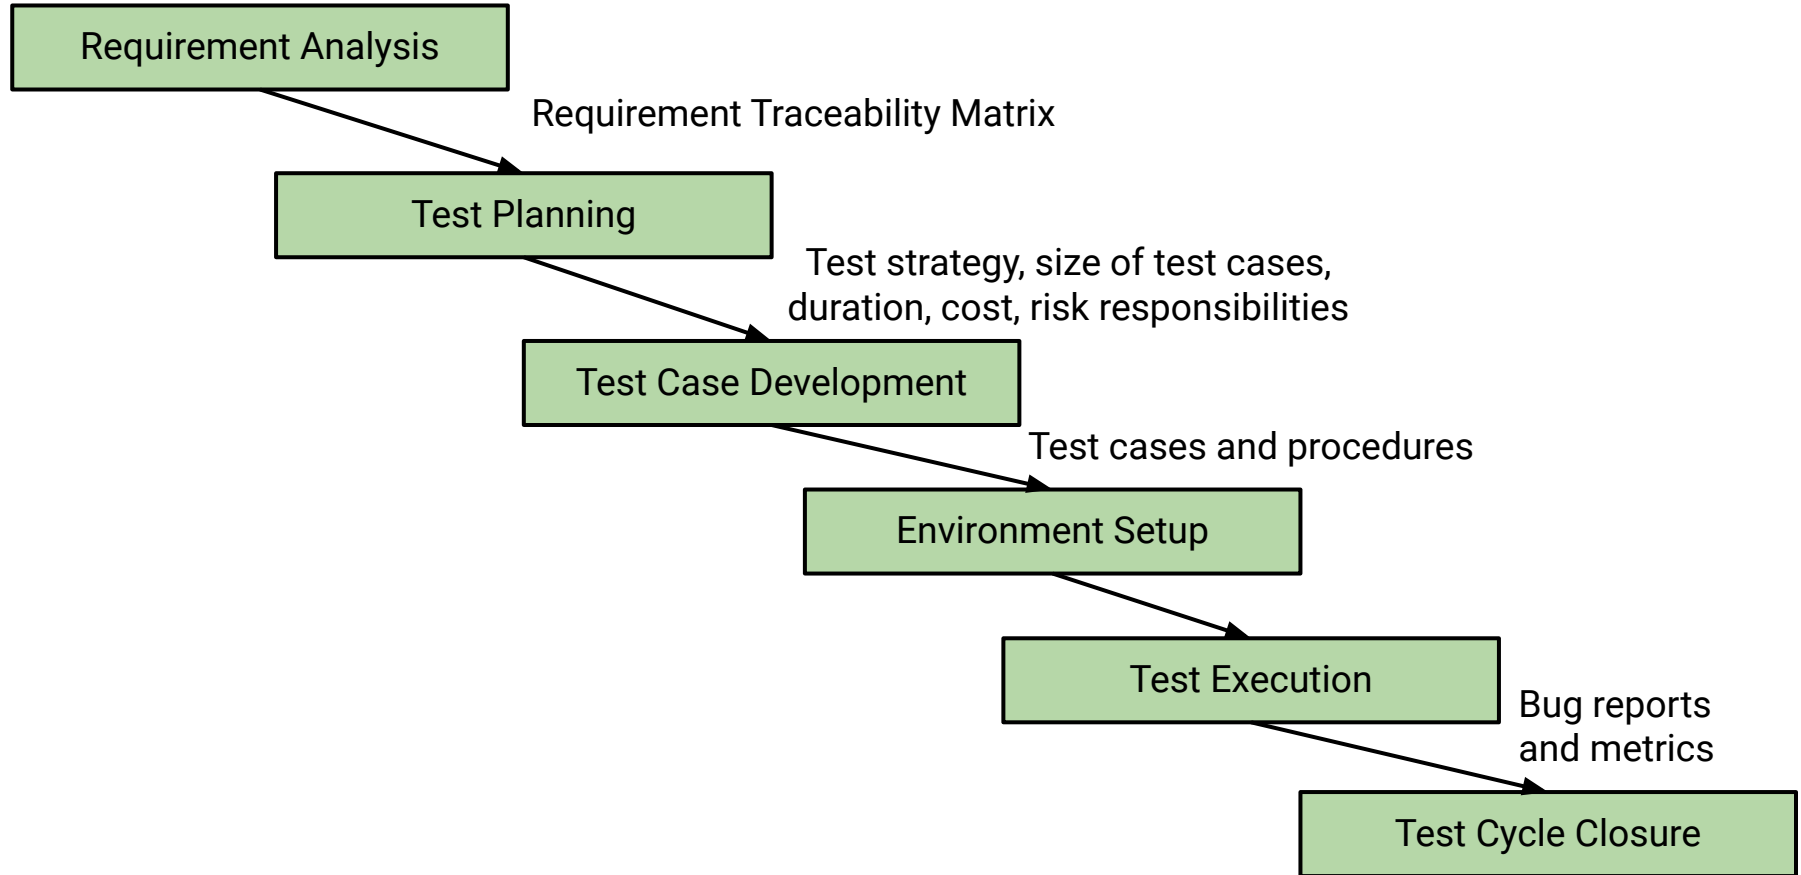 Requirement Analysis
Requirement Traceability Matrix
Test Planning
Test strategy, size of test cases,
duration, cost, risk responsibilities
Test Case Development
Test cases and procedures
Environment Setup
Test Execution
Bug reports
and metrics
Test Cycle Closure